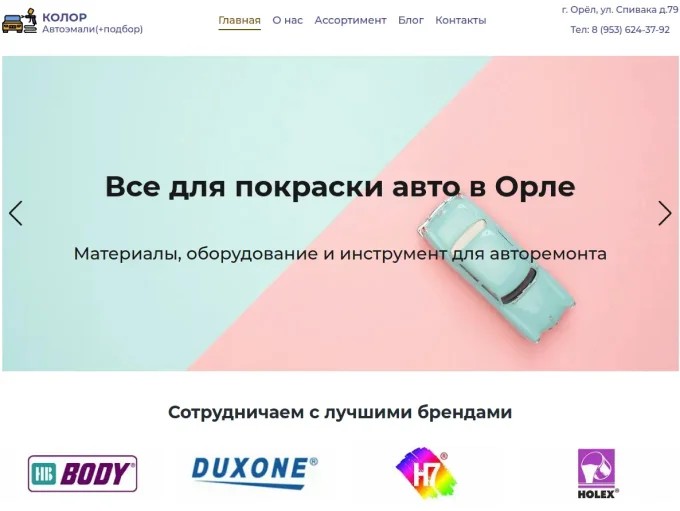 КОЛОР
Автоэмали(+подбор)
Главная О нас Ассортимент Блог Контакты
г. Орёл, ул. Спивака д.79
Тел: 8 (953) 624-37-92
Все для покраски авто в Орле
Материалы, оборудование и инструмент для авторемонта
Сотрудничаем с лучшими брендами
HB BODY®
DUXONE®
H7®
HOLEX®